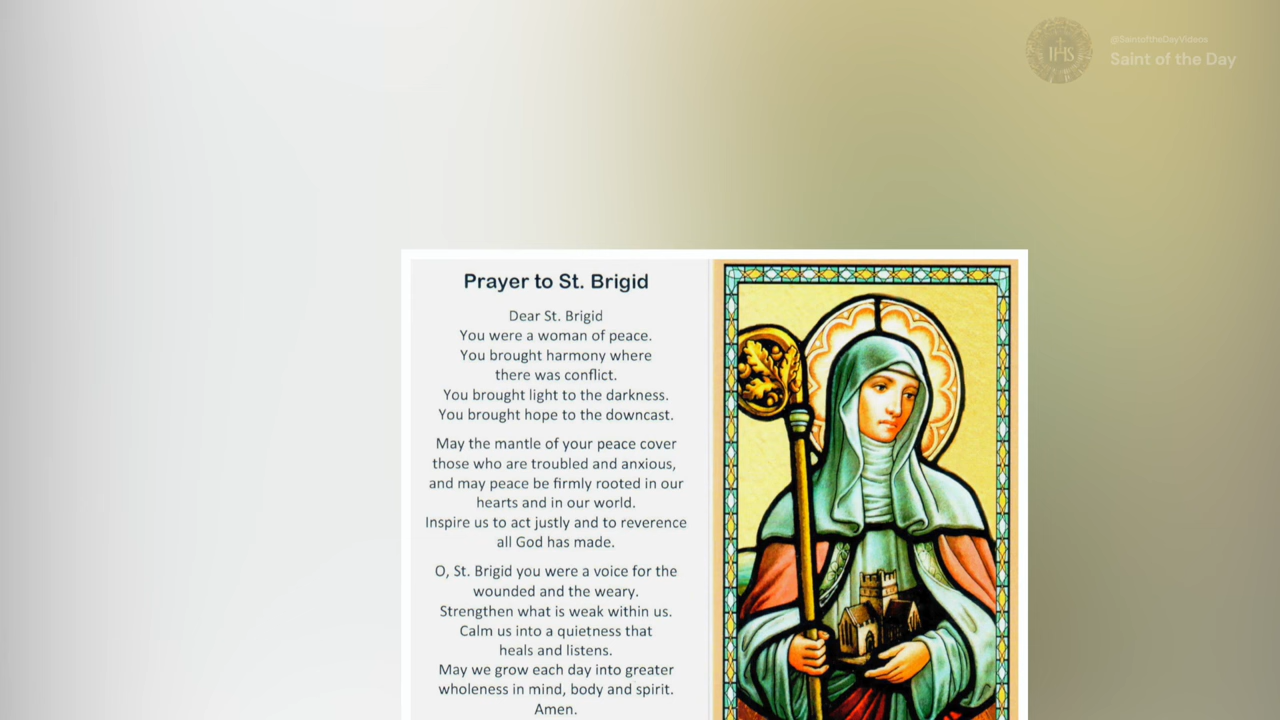 @SaintoftheDayVideos
IHS
Saint of the Day
Prayer to St. Brigid
Dear St. Brigid
You were a woman of peace.
You brought harmony where
there was conflict.
You brought light to the darkness.
You brought hope to the downcast.
May the mantle of your peace cover
those who are troubled and anxious,
and may peace be firmly rooted in our
hearts and in our world.
Inspire us to act justly and to reverence
all God has made.
O, St. Brigid you were a voice for the
wounded and the weary.
Strengthen what is weak within us.
Calm us into a quietness that
heals and listens.
May we grow each day into greater
wholeness in mind, body and spirit.
Amen.